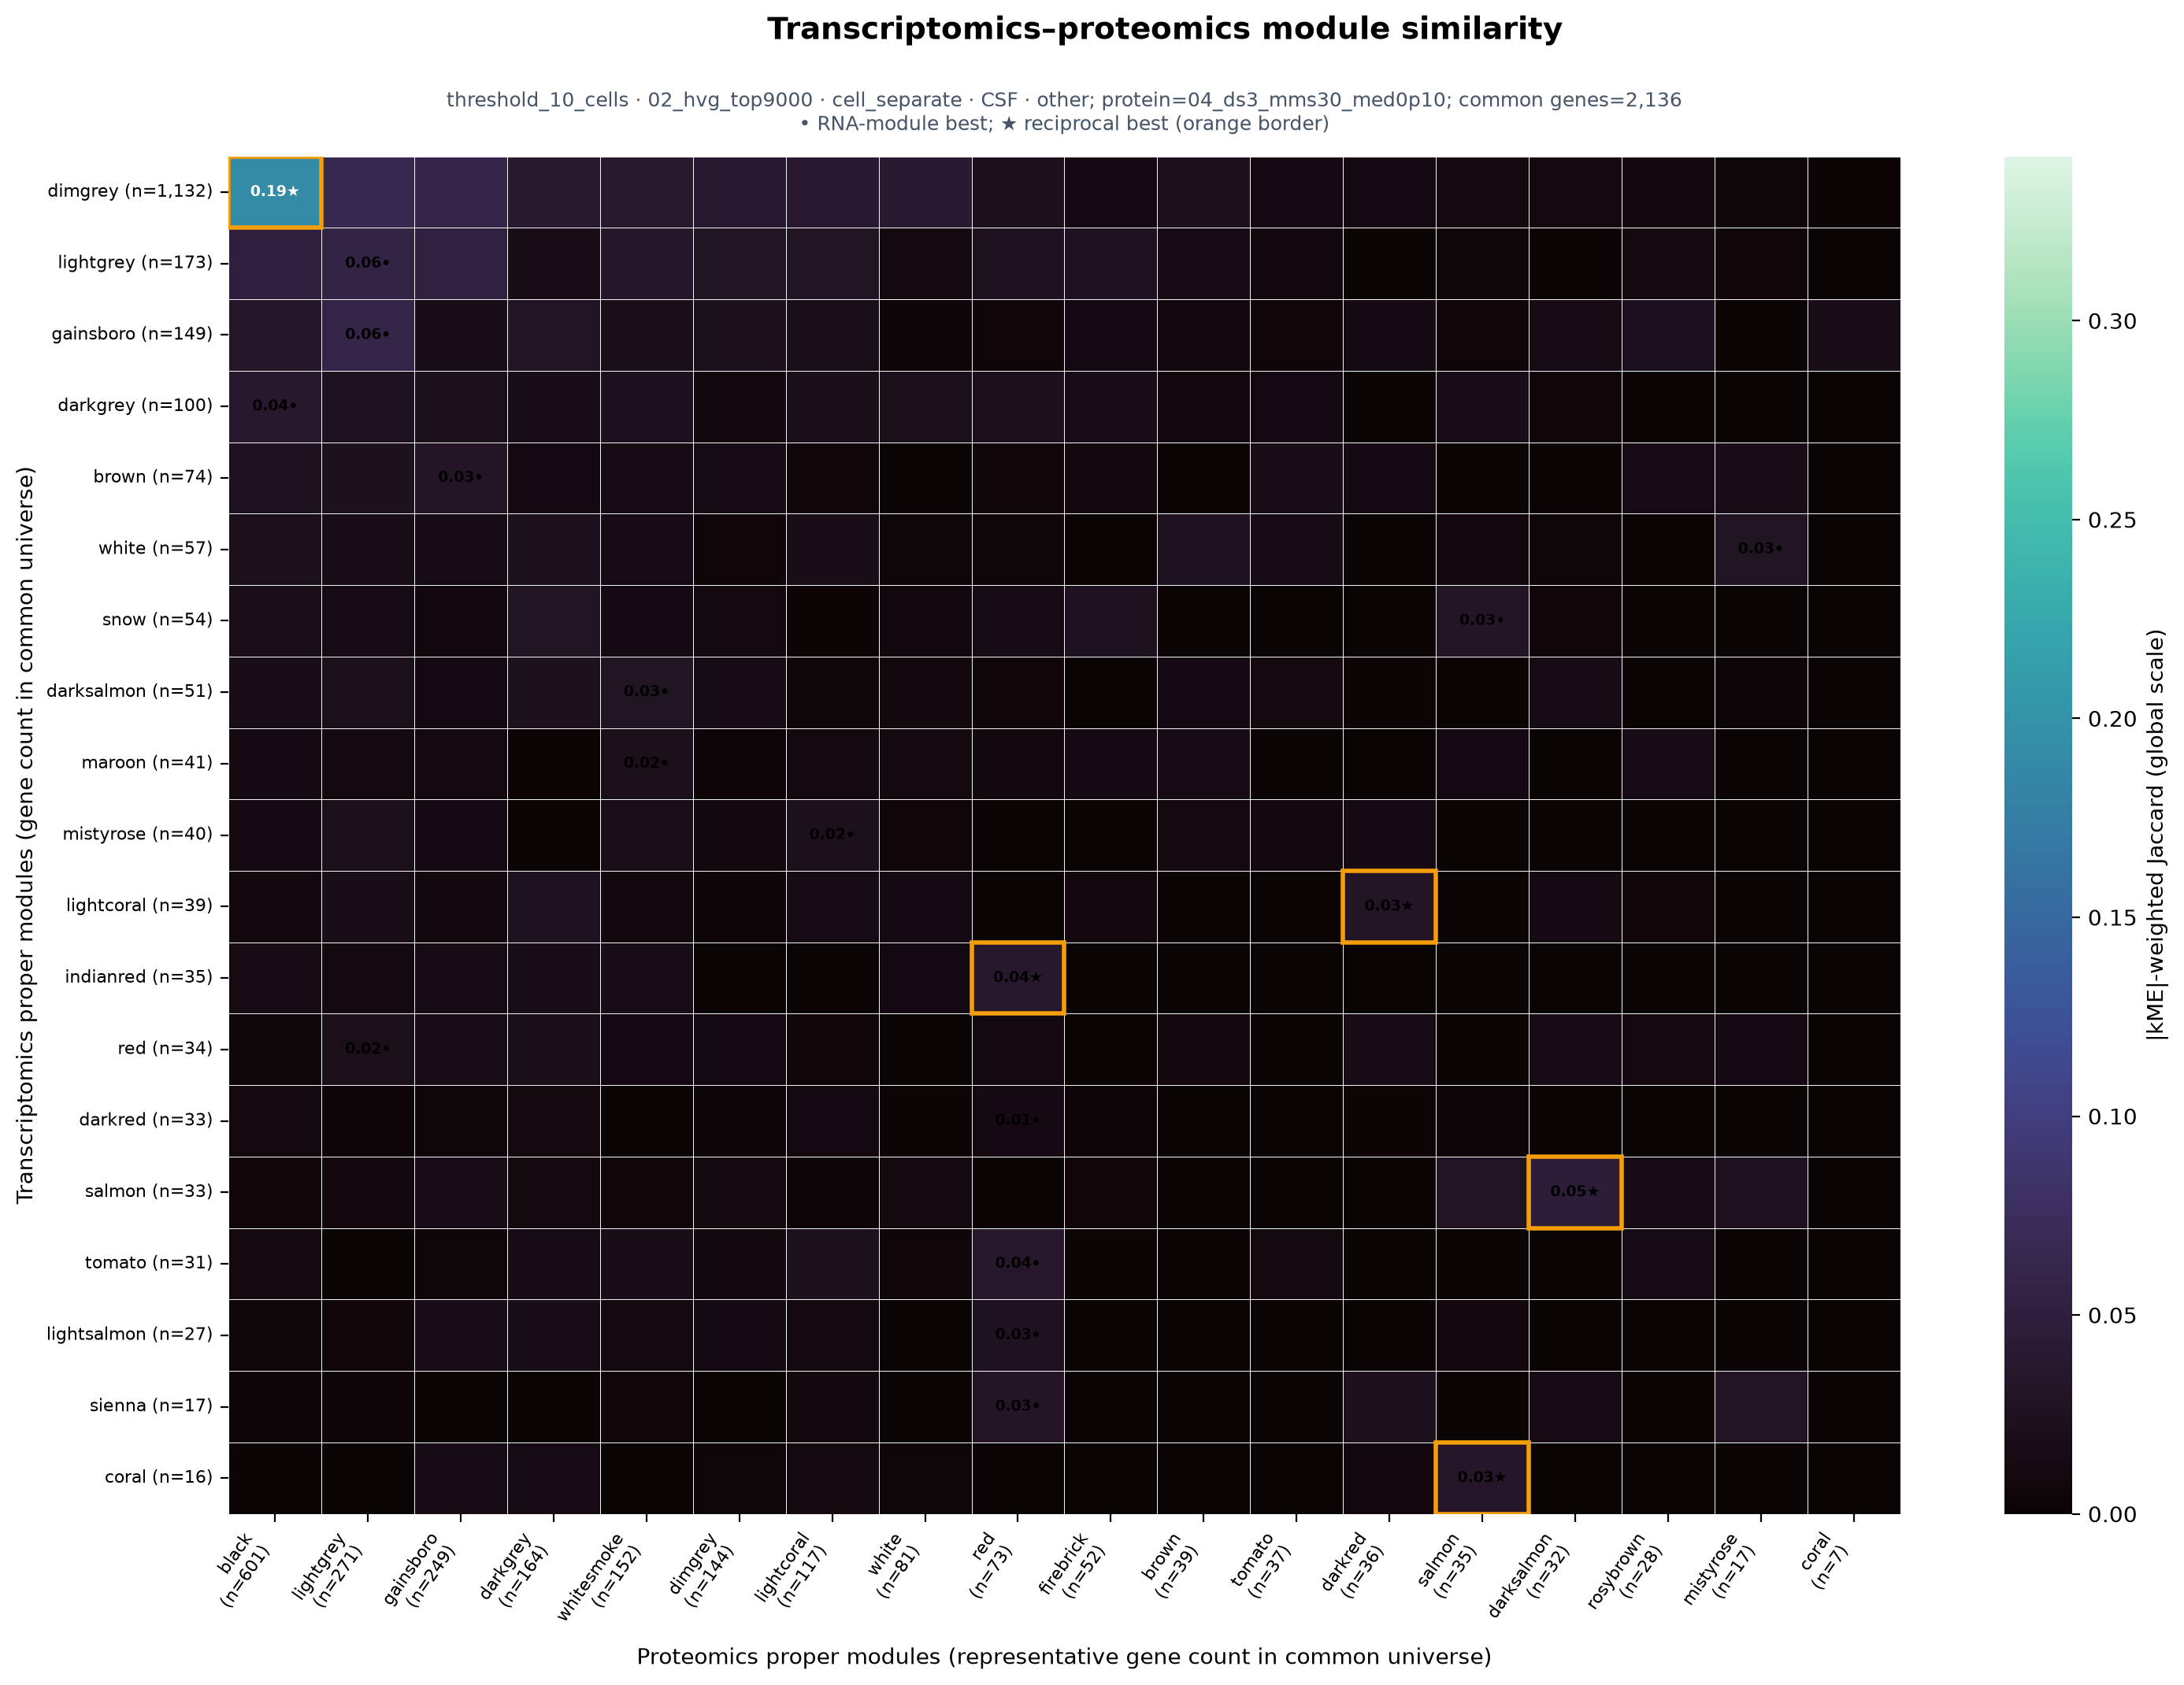 Transcriptomics–proteomics module similarity
threshold_10_cells · 02_hvg_top9000 · cell_separate · CSF · other; protein=04_ds3_mms30_med0p10; common genes=2,136
• RNA-module best; ★ reciprocal best (orange border)
Transcriptomics proper modules (gene count in common universe)
dimgrey (n=1,132)
0.19★
lightgrey (n=173)
0.06•
gainsboro (n=149)
0.06•
darkgrey (n=100)
0.04•
brown (n=74)
0.03•
white (n=57)
0.03•
snow (n=54)
0.03•
darksalmon (n=51)
0.03•
maroon (n=41)
0.02•
mistyrose (n=40)
0.02•
lightcoral (n=39)
0.03★
indianred (n=35)
0.04★
red (n=34)
0.02•
darkred (n=33)
0.01•
salmon (n=33)
0.05★
tomato (n=31)
0.04•
lightsalmon (n=27)
0.03•
sienna (n=17)
0.03•
coral (n=16)
0.03★
black
(n=601)
lightgrey
(n=271)
gainsboro
(n=249)
darkgrey
(n=164)
whitesmoke
(n=152)
dimgrey
(n=144)
lightcoral
(n=117)
white
(n=81)
red
(n=73)
firebrick
(n=52)
brown
(n=39)
tomato
(n=37)
darkred
(n=36)
salmon
(n=35)
darksalmon
(n=32)
rosybrown
(n=28)
mistyrose
(n=17)
coral
(n=7)
Proteomics proper modules (representative gene count in common universe)
0.30
0.25
0.20
0.15
0.10
0.05
0.00
|kME|-weighted Jaccard (global scale)